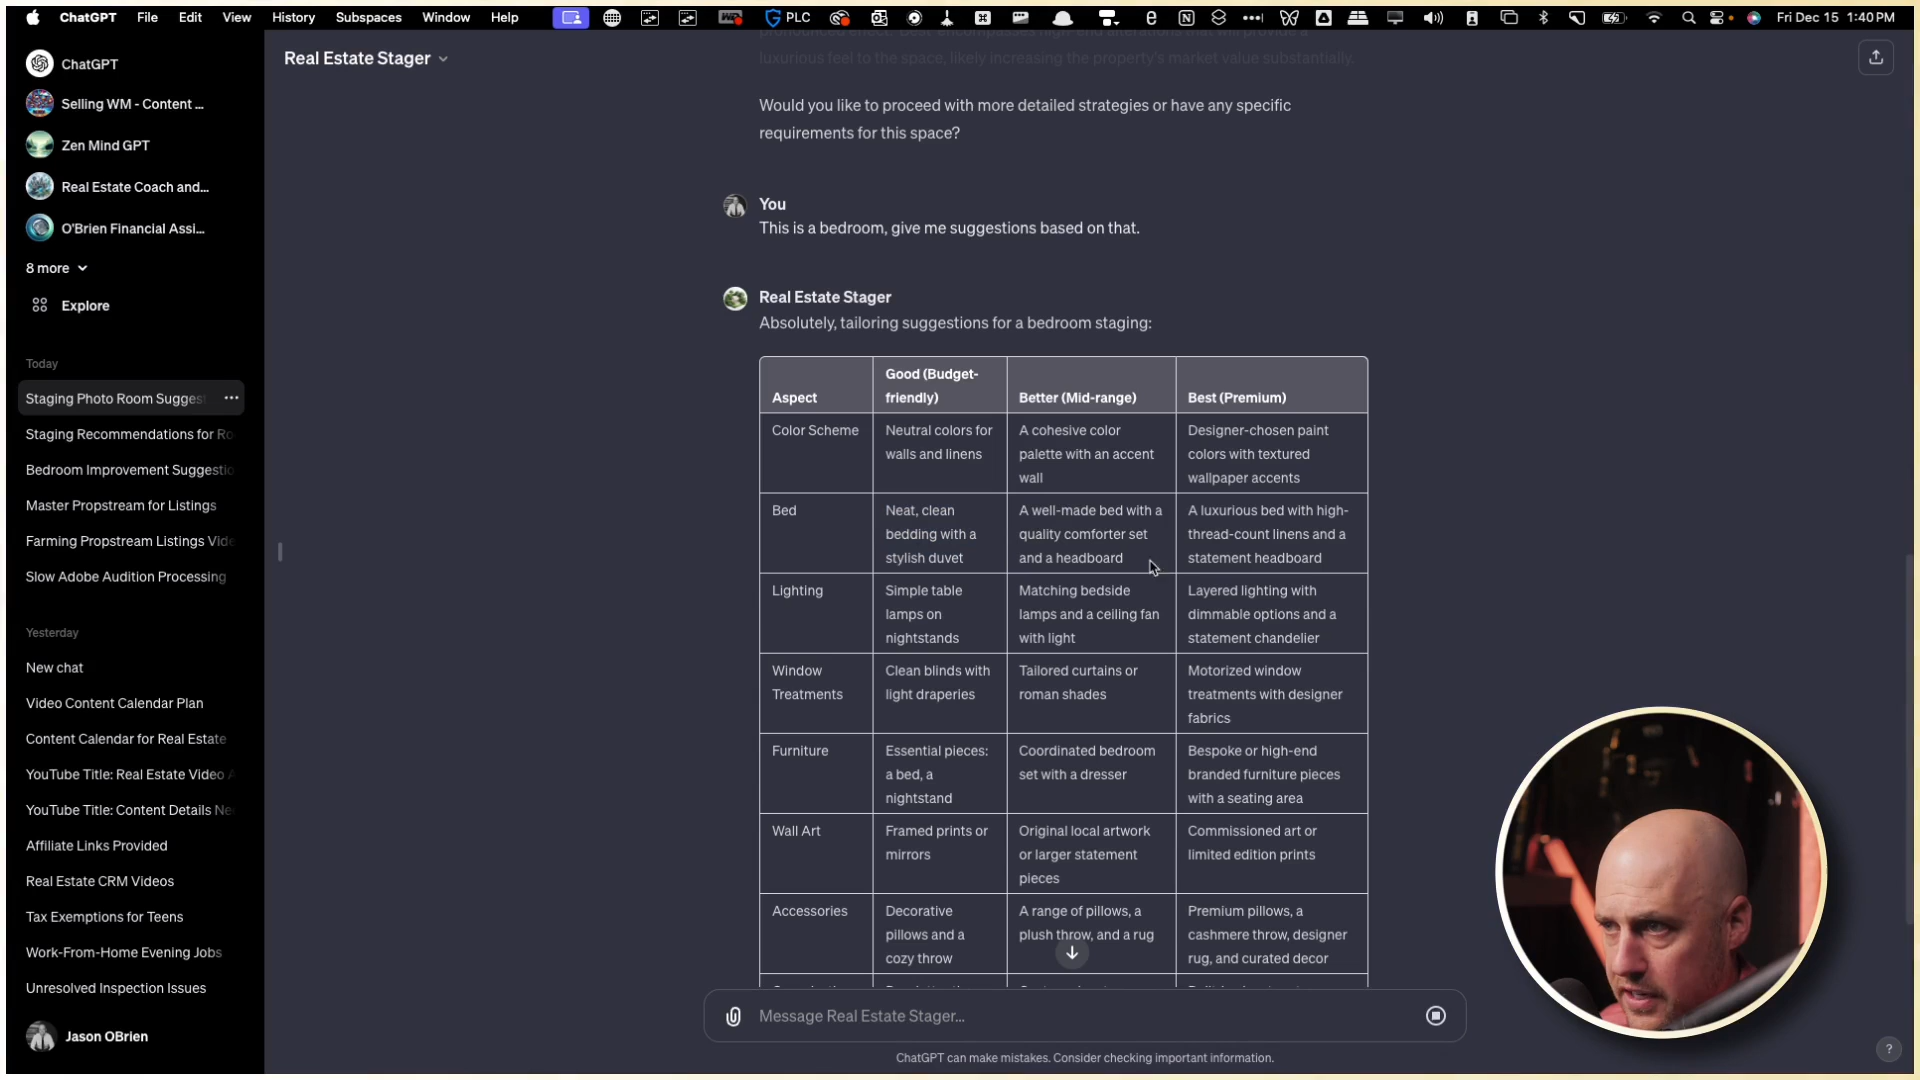 ChatGPT File Edit View History Subspaces Window Help PLC Fri Dec 15 1:40 PM
ChatGPT
Selling WM - Content ...
Zen Mind GPT
Real Estate Coach and...
O'Brien Financial Assi...
8 more
Explore
Today
Staging Photo Room Sugges
Staging Recommendations for Ro
Bedroom Improvement Suggestio
Master Propstream for Listings
Farming Propstream Listings Vide
Slow Adobe Audition Processing
Yesterday
New chat
Video Content Calendar Plan
Content Calendar for Real Estate
YouTube Title: Real Estate Video A
YouTube Title: Content Details Ne
Affiliate Links Provided
Real Estate CRM Videos
Tax Exemptions for Teens
Work-From-Home Evening Jobs
Unresolved Inspection Issues
Jason OBrien
Real Estate Stager
luxurious feel to the space, likely increasing the property's market value substantially.
Would you like to proceed with more detailed strategies or have any specific
requirements for this space?
You
This is a bedroom, give me suggestions based on that.
Real Estate Stager
Absolutely, tailoring suggestions for a bedroom staging:
Good (Budget-
Aspect friendly) Better (Mid-range) Best (Premium)
Color Scheme Neutral colors for A cohesive color Designer-chosen paint
walls and linens palette with an accent colors with textured
wall wallpaper accents
Bed Neat, clean A well-made bed with a A luxurious bed with high-
bedding with a quality comforter set thread-count linens and a
stylish duvet and a headboard statement headboard
Lighting Simple table Matching bedside Layered lighting with
lamps on lamps and a ceiling fan dimmable options and a
nightstands with light statement chandelier
Window Clean blinds with Tailored curtains or Motorized window
Treatments light draperies roman shades treatments with designer
fabrics
Furniture Essential pieces: Coordinated bedroom Bespoke or high-end
a bed, a set with a dresser branded furniture pieces
nightstand with a seating area
Wall Art Framed prints or Original local artwork Commissioned art or
mirrors or larger statement limited edition prints
pieces
Accessories Decorative A range of pillows, a Premium pillows, a
pillows and a plush throw, and a rug cashmere throw, designer
cozy throw rug, and curated decor
Message Real Estate Stager...
ChatGPT can make mistakes. Consider checking important information.
?